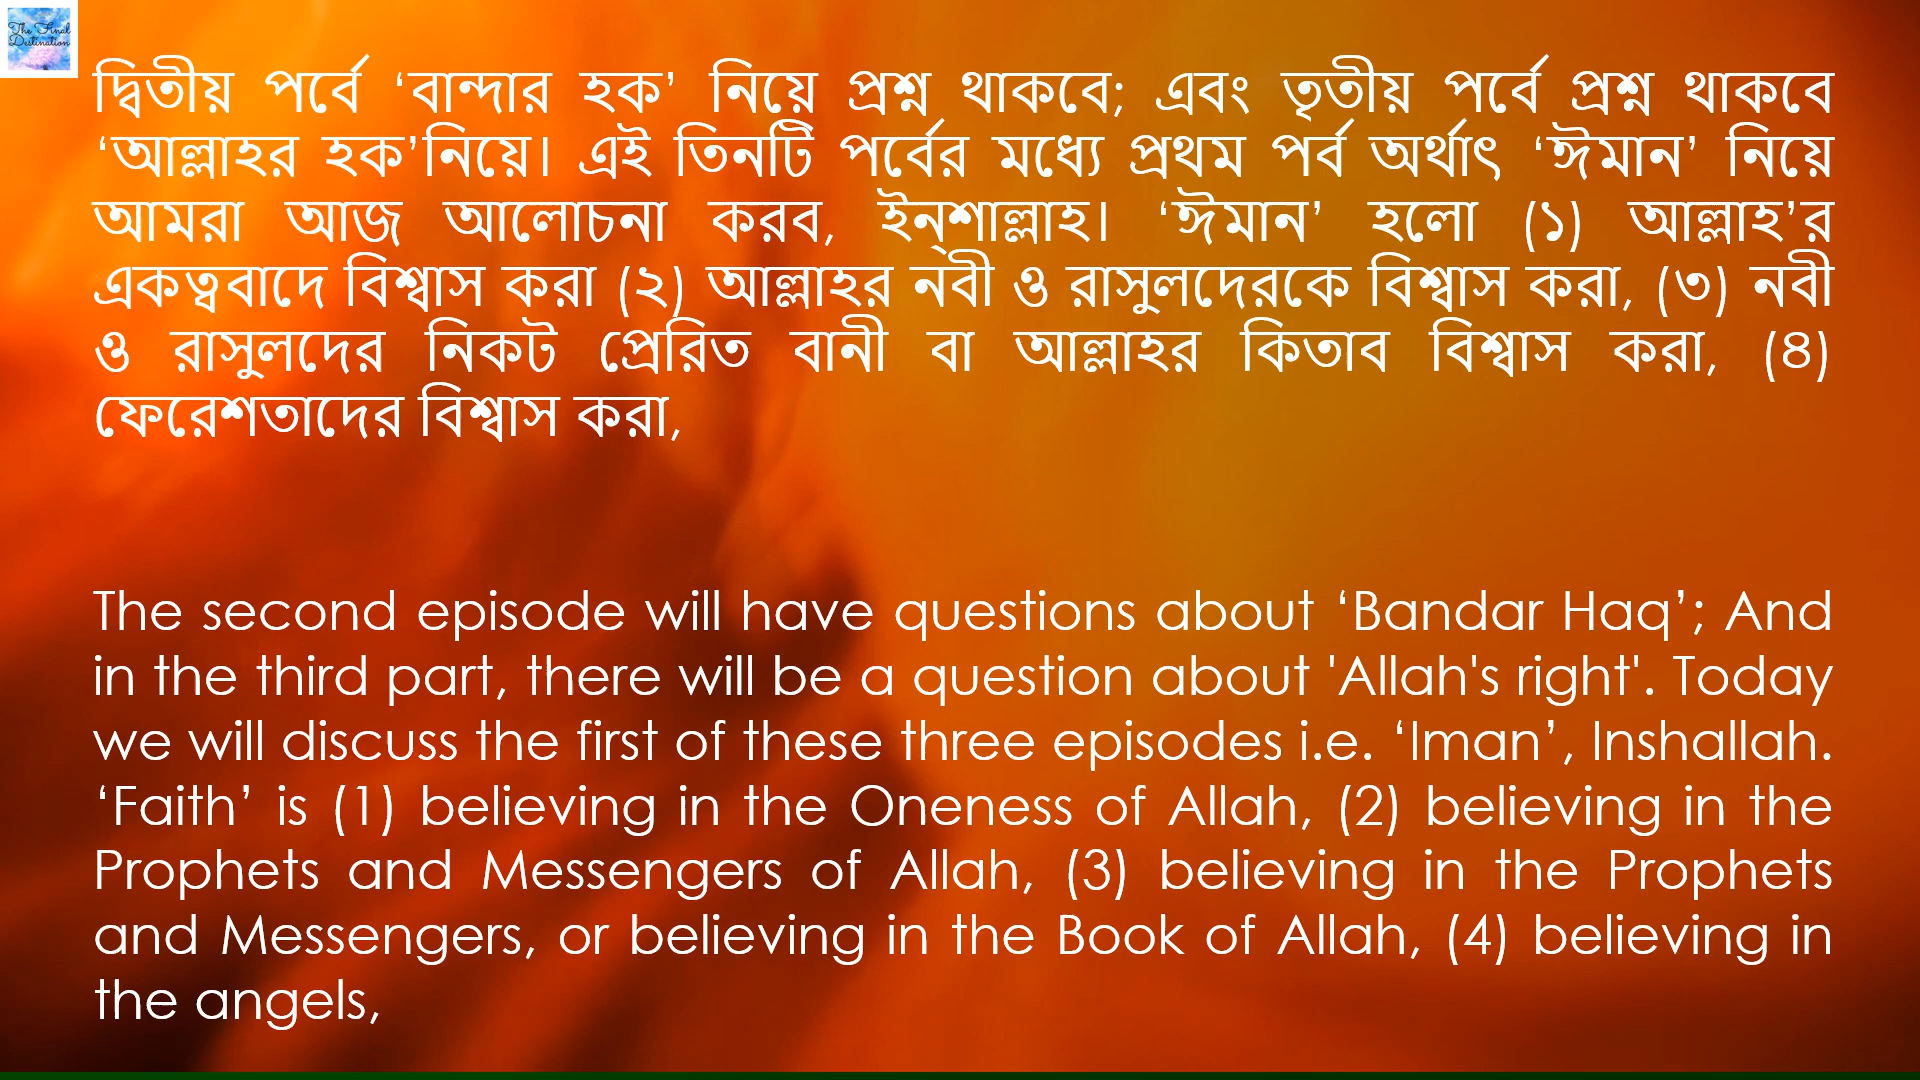 The Final
Destination
দ্বিতীয় পর্বে ‘বান্দার হক’ নিয়ে প্রশ্ন থাকবে; এবং তৃতীয় পর্বে প্রশ্ন থাকবে
‘আল্লাহর হক’নিয়ে। এই তিনটি পর্বের মধ্যে প্রথম পর্ব অর্থাৎ ‘ঈমান’ নিয়ে
আমরা আজ আলোচনা করব, ইন্‌শাল্লাহ। ‘ঈমান’ হলো (১) আল্লাহ’র
একত্ববাদে বিশ্বাস করা (২) আল্লাহর নবী ও রাসুলদেরকে বিশ্বাস করা, (৩) নবী
ও রাসুলদের নিকট প্রেরিত বানী বা আল্লাহর কিতাব বিশ্বাস করা, (৪)
ফেরেশতাদের বিশ্বাস করা,
The second episode will have questions about ‘Bandar Haq’; And
in the third part, there will be a question about 'Allah's right'. Today
we will discuss the first of these three episodes i.e. ‘Iman’, Inshallah.
‘Faith’ is (1) believing in the Oneness of Allah, (2) believing in the
Prophets and Messengers of Allah, (3) believing in the Prophets
and Messengers, or believing in the Book of Allah, (4) believing in
the angels,